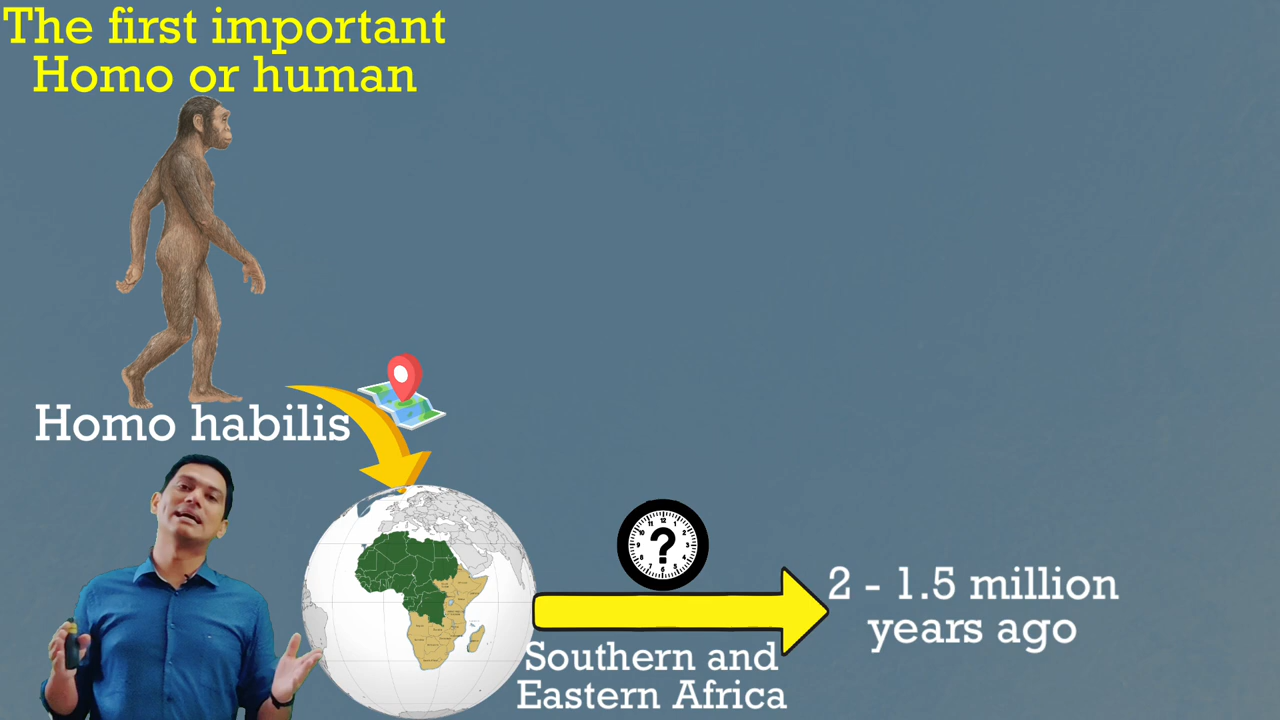 The first important
Homo or human
Homo habilis
Southern and
Eastern Africa
2 - 1.5 million
years ago